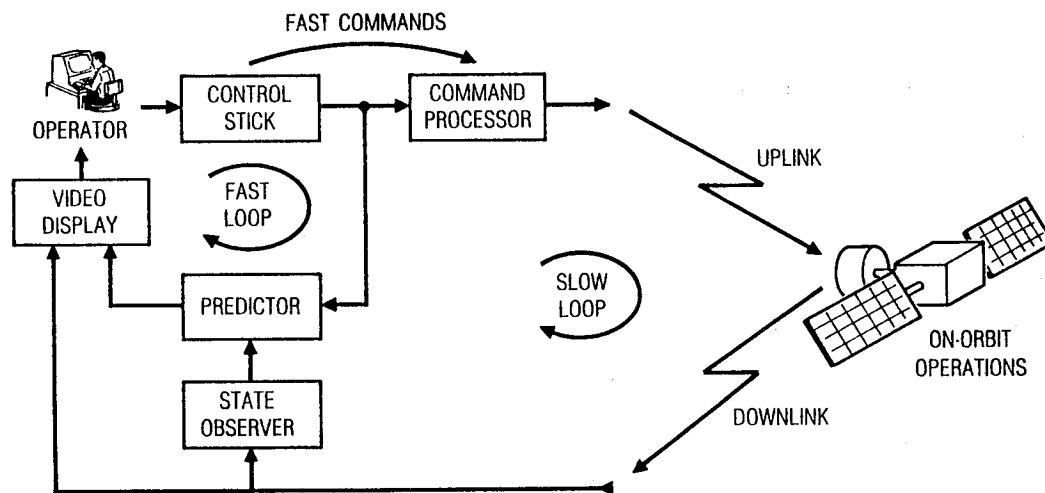 FAST COMMANDS
OPERATOR
CONTROL
STICK
COMMAND
PROCESSOR
UPLINK
VIDEO
DISPLAY
FAST
LOOP
SLOW
LOOP
PREDICTOR
ON-ORBIT
OPERATIONS
STATE
OBSERVER
DOWNLINK